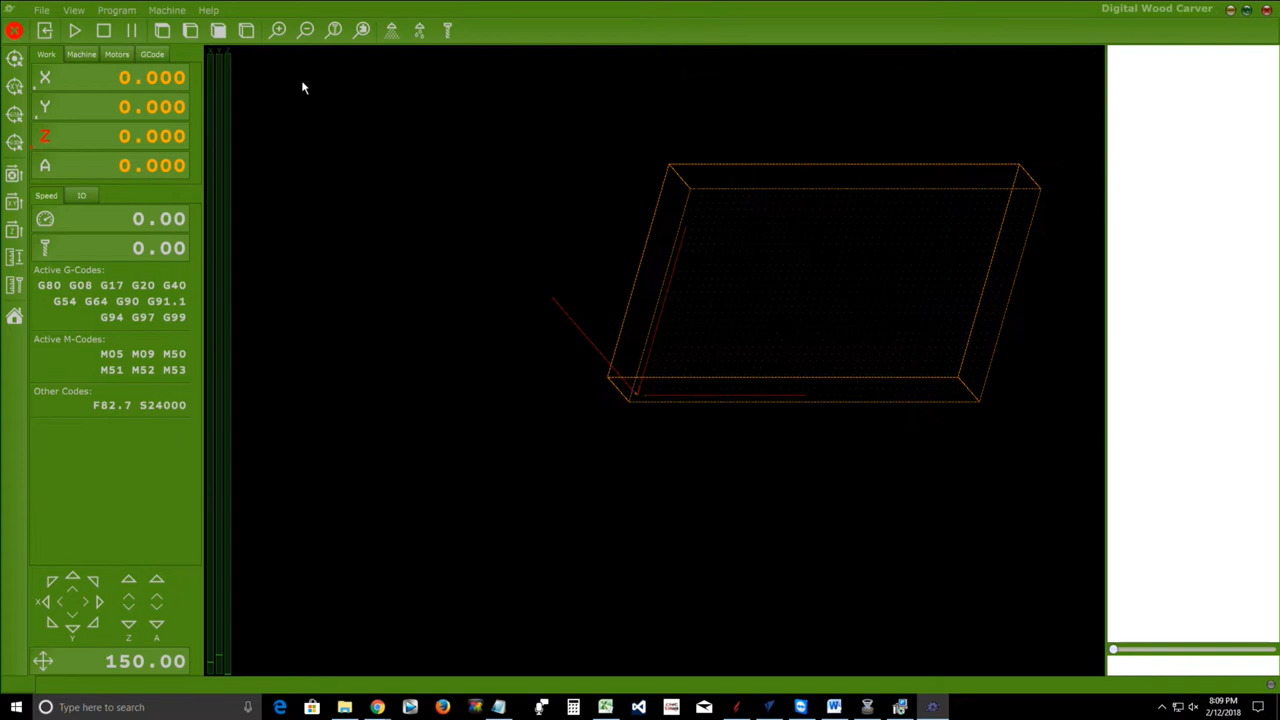 File View Program Machine Help
Digital Wood Carver
Work Machine Motors GCode
X 0.000
Y 0.000
Z 0.000
A 0.000
Speed IO
0.00
0.00
Active G-Codes:
G80 G08 G17 G20 G40
G54 G64 G90 G91.1
G94 G97 G99
Active M-Codes:
M05 M09 M50
M51 M52 M53
Other Codes:
F82.7 S24000
X
Y Z A
150.00
Type here to search
8:09 PM
2/12/2018